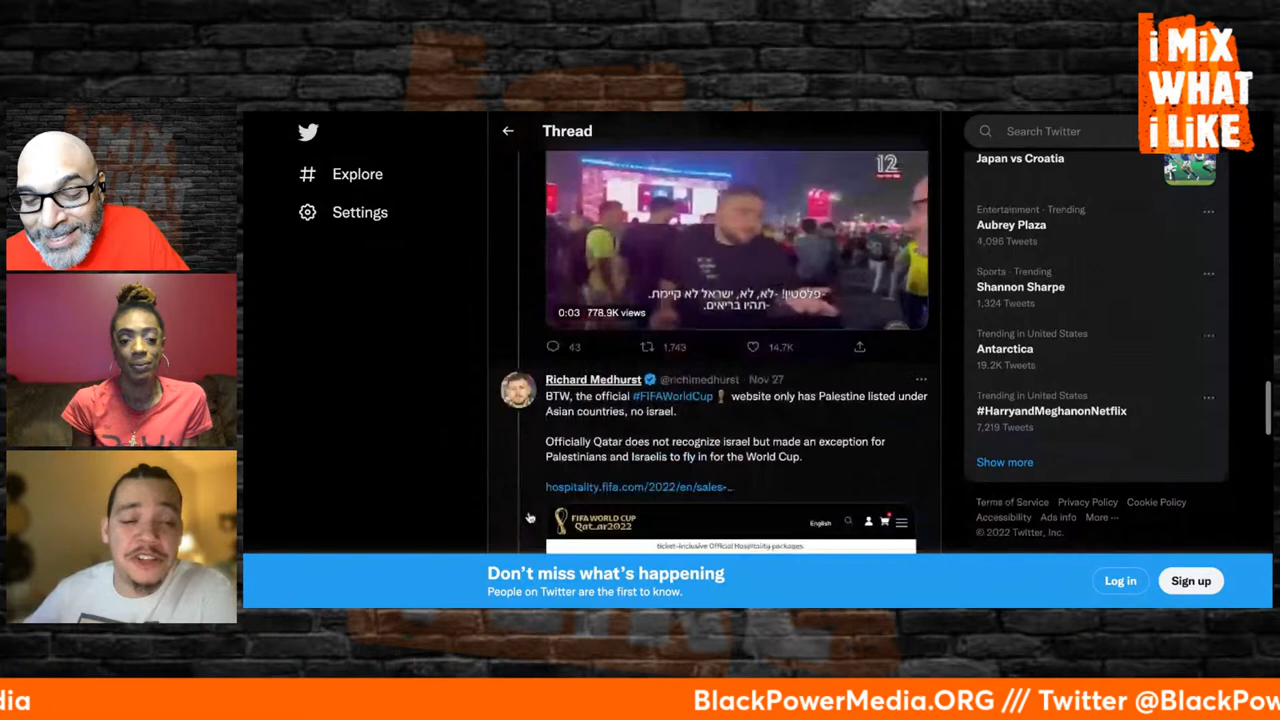 i MiX
WHAT
i LiKE
Thread
Search Twitter
Explore
Settings
12
-פלסטין! -לא, לא, ישראל לא קיימת.
-תהיו בריאים.
0:03 778.9K views
43 1,743 14.7K
Richard Medhurst @richimedhurst · Nov 27
BTW, the official #FIFAWorldCup website only has Palestine listed under
Asian countries, no israel.
Officially Qatar does not recognize israel but made an exception for
Palestinians and Israelis to fly in for the World Cup.
hospitality.fifa.com/2022/en/sales-…
FIFA WORLD CUP
Qatar2022
English
ticket-inclusive Official Hospitality packages.
Japan vs Croatia
Entertainment · Trending
Aubrey Plaza
4,096 Tweets
Sports · Trending
Shannon Sharpe
1,324 Tweets
Trending in United States
Antarctica
19.2K Tweets
Trending in United States
#HarryandMeghanonNetflix
7,219 Tweets
Show more
Terms of Service Privacy Policy Cookie Policy
Accessibility Ads info More ···
© 2022 Twitter, Inc.
Don't miss what's happening
People on Twitter are the first to know.
Log in
Sign up
dia BlackPowerMedia.ORG /// Twitter @BlackPow